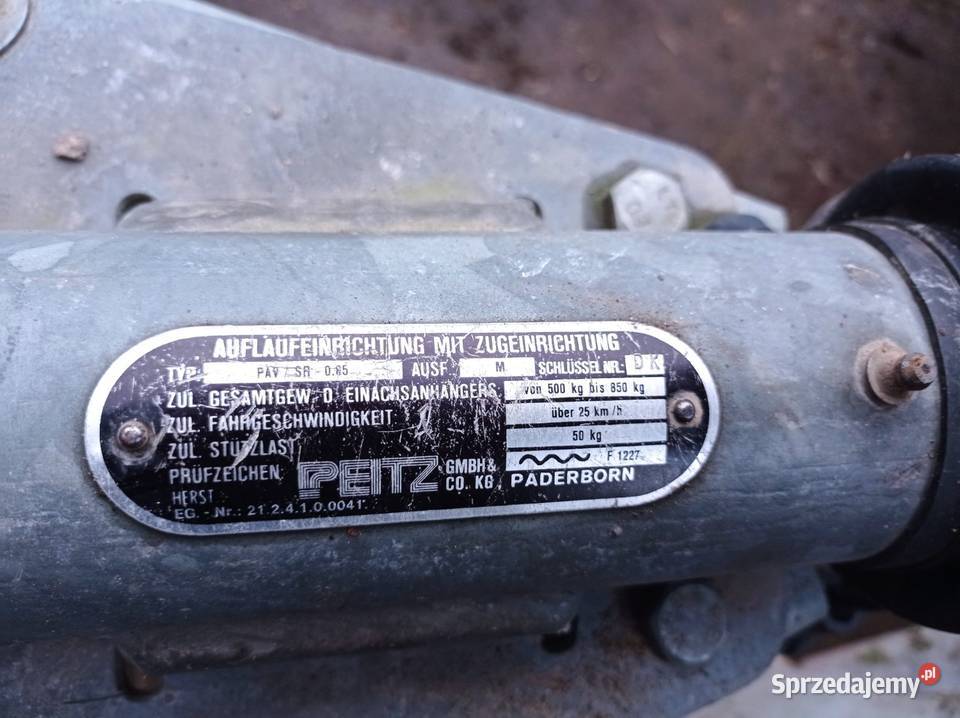 AUFLAUFEINRICHTUNG MIT ZUGEINRICHTUNG
TYP: PAV / SR - 0.85 AUSF. M SCHLÜSSEL NR.: DK
ZUL. GESAMTGEW. D. EINACHSANHÄNGERS von 500 kg bis 850 kg
ZUL. FAHRGESCHWINDIGKEIT über 25 km/h
ZUL. STÜTZLAST 50 kg
PRÜFZEICHEN F 1227
HERST. PEITZ GMBH & CO. KG. PADERBORN
EG. - Nr.: 21 2.4.1.0.0041
Sprzedajemy.pl